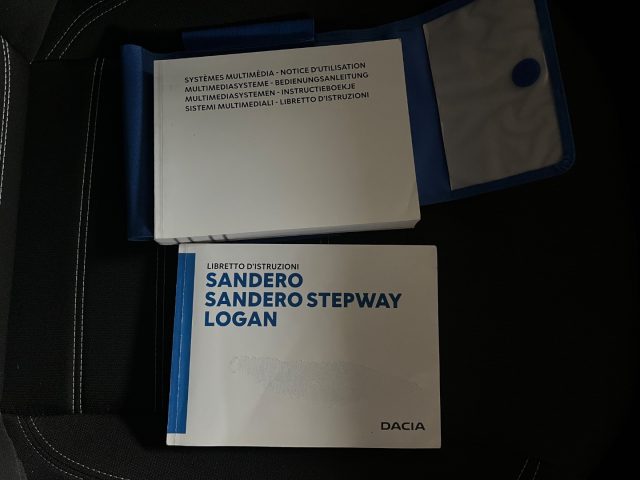 SYSTÈMES MULTIMÉDIA - NOTICE D'UTILISATION
MULTIMEDIASYSTEME - BEDIENUNGSANLEITUNG
MULTIMEDIASYSTEMEN - INSTRUCTIEBOEKJE
SISTEMI MULTIMEDIALI - LIBRETTO D'ISTRUZIONI
LIBRETTO D'ISTRUZIONI
SANDERO
SANDERO STEPWAY
LOGAN
DACIA